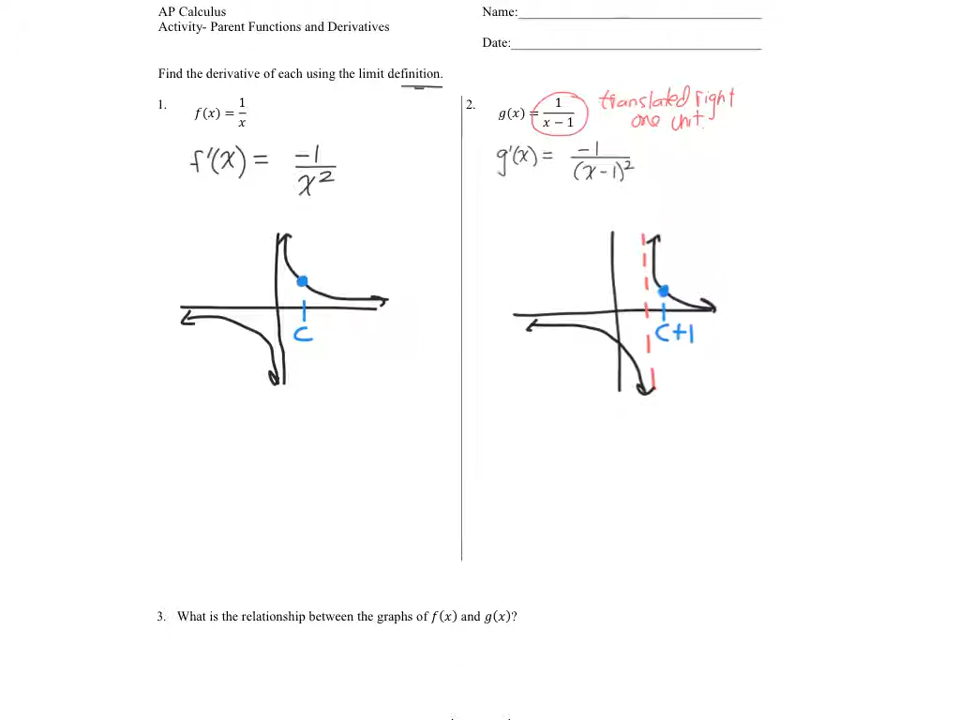 AP Calculus
Activity- Parent Functions and Derivatives
Name:
Date:
Find the derivative of each using the limit definition.
1. f(x) = 1/x
f'(x) = -1/x²
C
2. g(x) = 1/(x − 1)
translated right
one unit.
g'(x) = -1/(x-1)²
C+1
3. What is the relationship between the graphs of f(x) and g(x)?